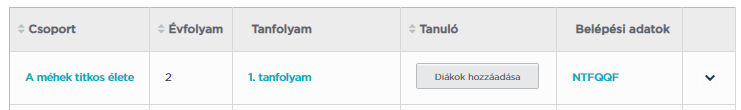 Csoport Évfolyam Tanfolyam Tanuló Belépési adatok
A méhek titkos élete 2 1. tanfolyam Diákok hozzáadása NTFQQF